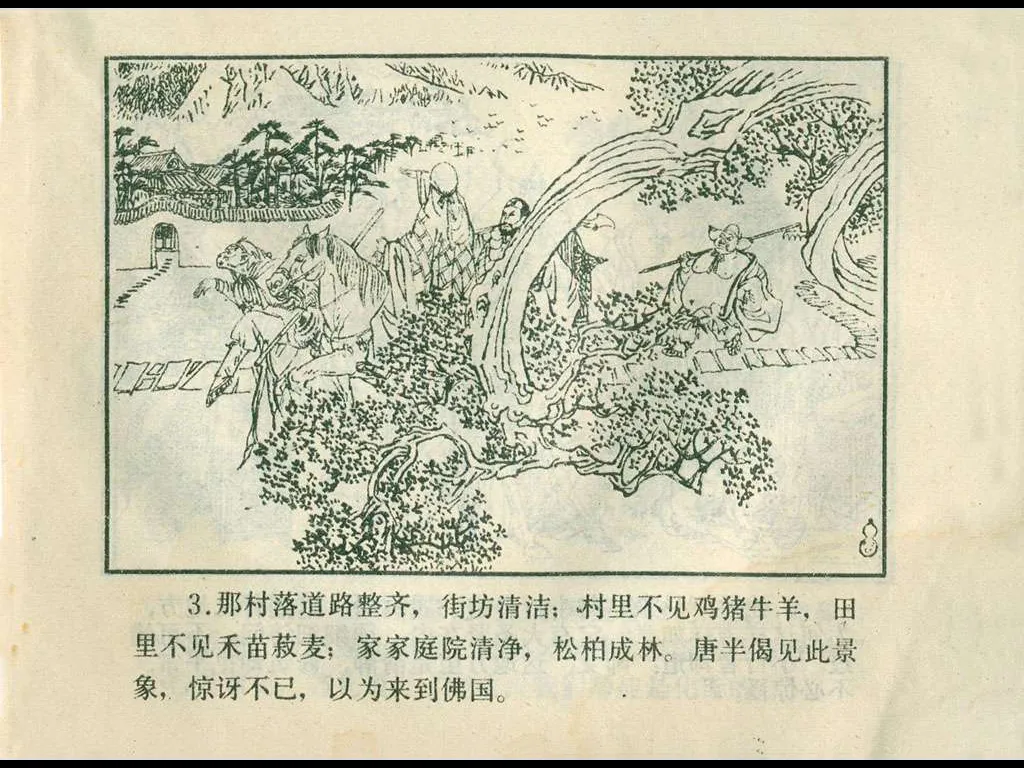 3.那村落道路整齐，街坊清洁；村里不见鸡猪牛羊，田
里不见禾苗菽麦；家家庭院清净，松柏成林。唐半偈见此景
象，惊讶不已，以为来到佛国。